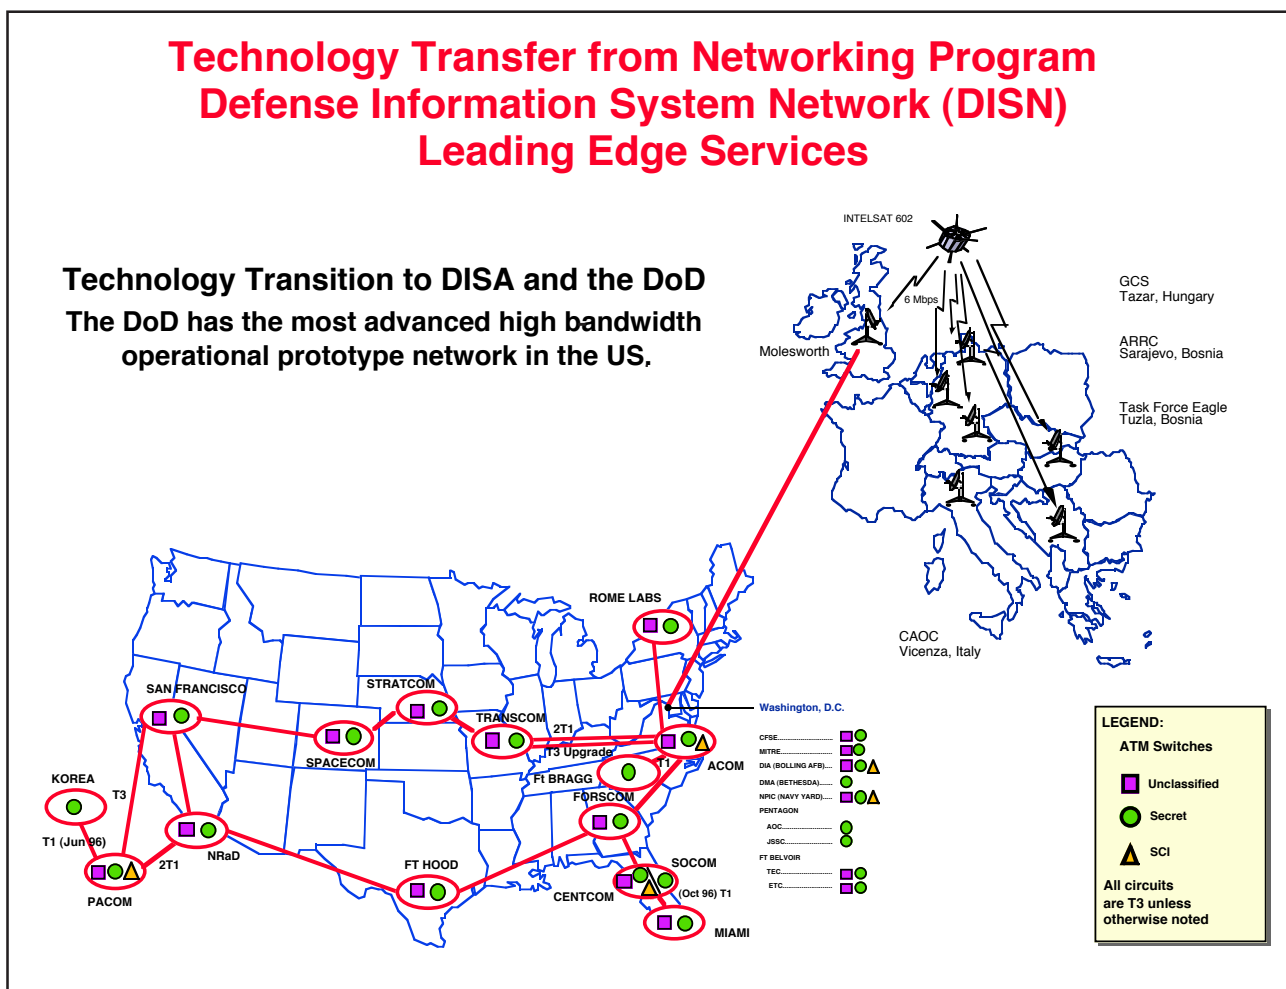 Technology Transfer from Networking Program
Defense Information System Network (DISN)
Leading Edge Services
INTELSAT 602
Technology Transition to DISA and the DoD
The DoD has the most advanced high bandwidth
operational prototype network in the US.
6 Mbps
Molesworth
GCS
Tazar, Hungary
ARRC
Sarajevo, Bosnia
Task Force Eagle
Tuzla, Bosnia
CAOC
Vicenza, Italy
ROME LABS
SAN FRANCISCO
STRATCOM
TRANSCOM
2T1
T3 Upgrade
SPACECOM
T1
ACOM
Ft BRAGG
FORSCOM
KOREA
T3
T1 (Jun 96)
2T1
NRaD
PACOM
FT HOOD
SOCOM
CENTCOM
(Oct 96) T1
MIAMI
Washington, D.C.
CFSE............................
MITRE..........................
DIA (BOLLING AFB)....
DMA (BETHESDA)......
NPIC (NAVY YARD).....
PENTAGON
AOC.........................
JSSC........................
FT BELVOIR
TEC.........................
ETC.........................
LEGEND:
ATM Switches
Unclassified
Secret
SCI
All circuits
are T3 unless
otherwise noted